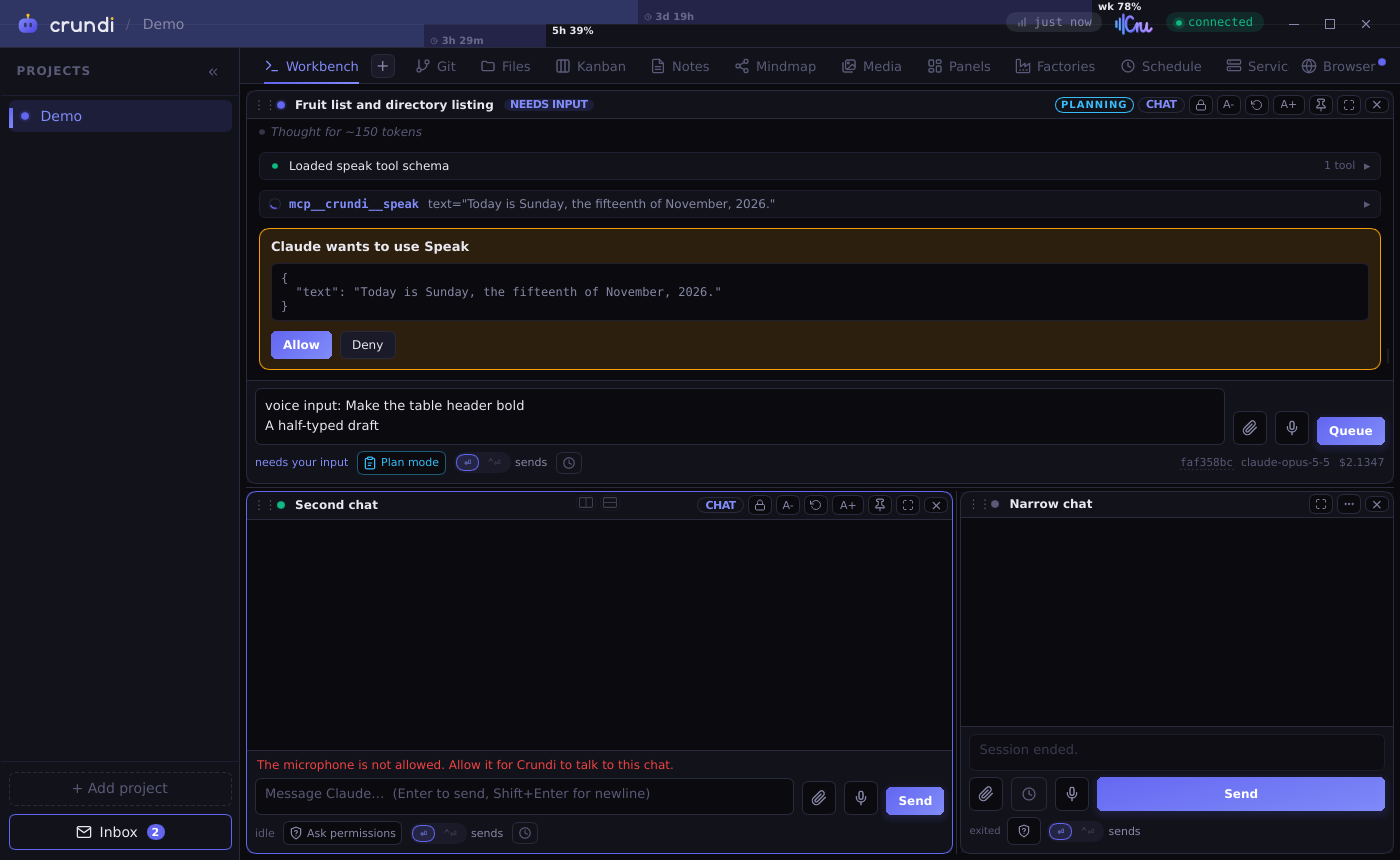 crundi / Demo
3d 19h
3h 29m
5h 39%
just now
wk 78%
Cru
connected
PROJECTS
«
Demo
Workbench
+
Git
Files
Kanban
Notes
Mindmap
Media
Panels
Factories
Schedule
Servic
Browser
Fruit list and directory listing
NEEDS INPUT
PLANNING
CHAT
A-
A+
Thought for ~150 tokens
Loaded speak tool schema
1 tool
mcp__crundi__speak text="Today is Sunday, the fifteenth of November, 2026."
Claude wants to use Speak
{
"text": "Today is Sunday, the fifteenth of November, 2026."
}
Allow
Deny
voice input: Make the table header bold
A half-typed draft
Queue
needs your input
Plan mode
sends
faf358bc claude-opus-5-5 $2.1347
Second chat
CHAT
A-
A+
The microphone is not allowed. Allow it for Crundi to talk to this chat.
Message Claude... (Enter to send, Shift+Enter for newline)
Send
idle
Ask permissions
sends
Narrow chat
Session ended.
Send
exited
sends
+ Add project
Inbox 2